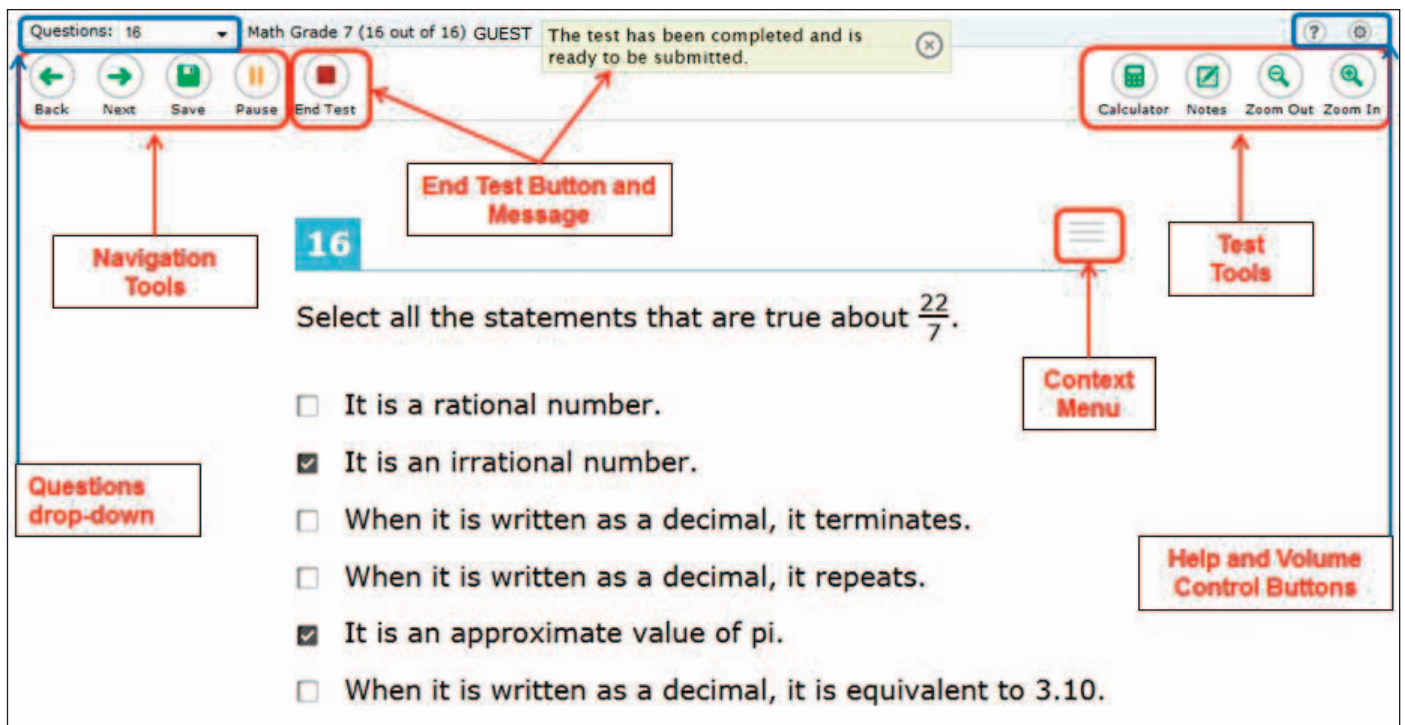 Questions: 16 Math Grade 7 (16 out of 16) GUEST
The test has been completed and is
ready to be submitted.
?
Back Next Save Pause End Test
Calculator Notes Zoom Out Zoom In
End Test Button and
Message
Navigation
Tools
Test
Tools
16
Select all the statements that are true about 22/7.
Context
Menu
It is a rational number.
It is an irrational number.
Questions
drop-down
When it is written as a decimal, it terminates.
When it is written as a decimal, it repeats.
Help and Volume
Control Buttons
It is an approximate value of pi.
When it is written as a decimal, it is equivalent to 3.10.